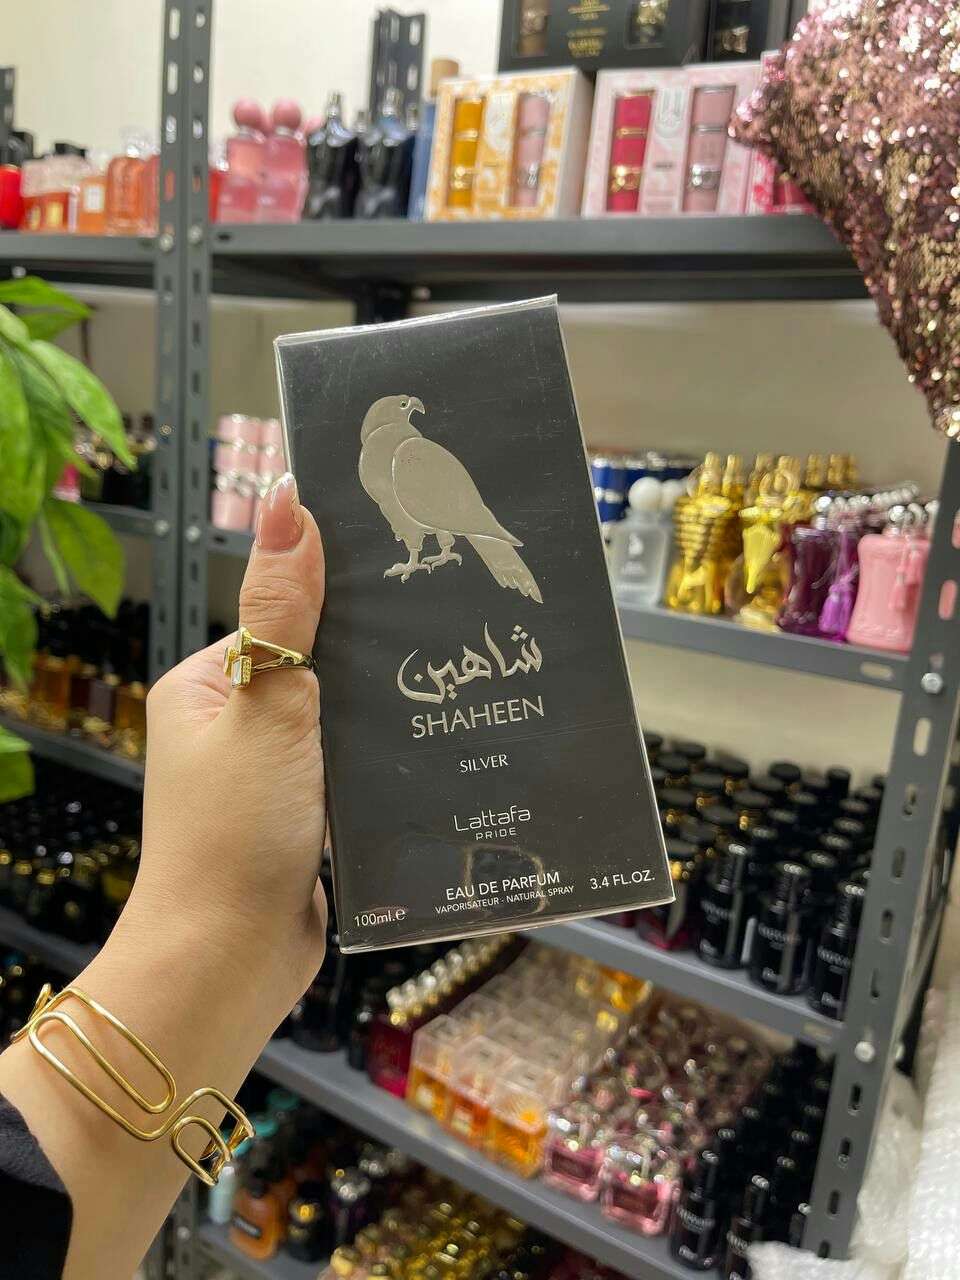 شاهين
SHAHEEN
SILVER
Lattafa
PRIDE
EAU DE PARFUM
VAPORISATEUR - NATURAL SPRAY
100ml.e
3.4 FL.OZ.